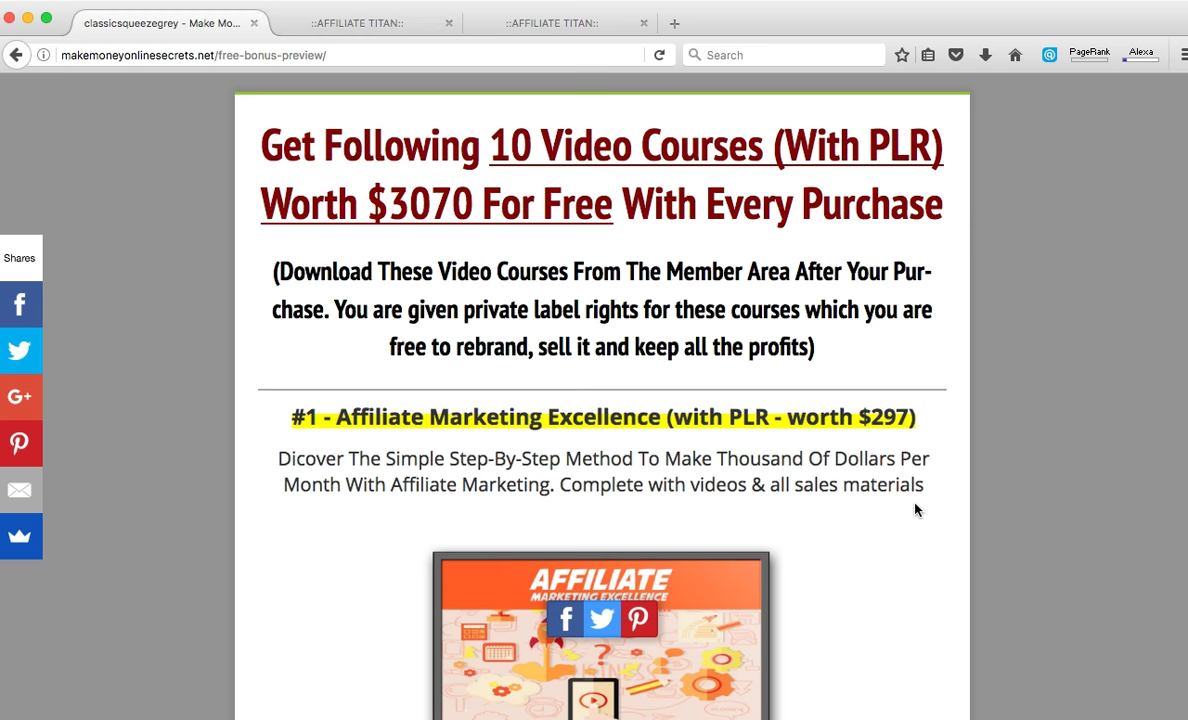 classicsqueezegrey - Make Mo...
::AFFILIATE TITAN::
::AFFILIATE TITAN::
makemoneyonlinesecrets.net/free-bonus-preview/
Search
PageRank
Alexa
Get Following 10 Video Courses (With PLR)
Worth $3070 For Free With Every Purchase
(Download These Video Courses From The Member Area After Your Pur-
chase. You are given private label rights for these courses which you are
free to rebrand, sell it and keep all the profits)
Shares
#1 - Affiliate Marketing Excellence (with PLR - worth $297)
Dicover The Simple Step-By-Step Method To Make Thousand Of Dollars Per
Month With Affiliate Marketing. Complete with videos & all sales materials
AFFILIATE
MARKETING EXCELLENCE